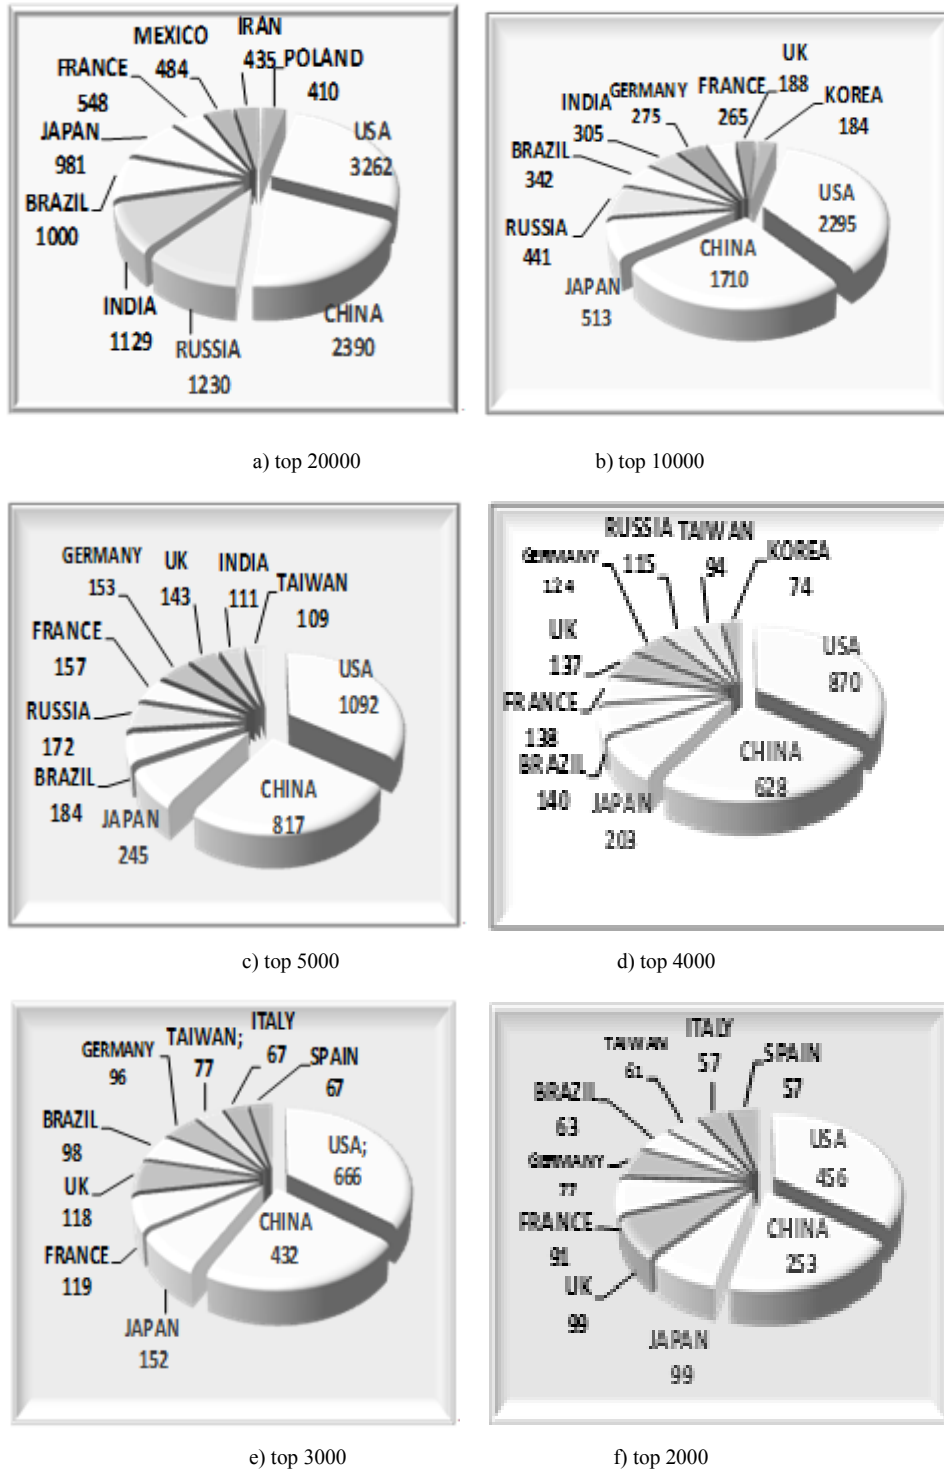 MEXICO
484
IRAN
435
POLAND
410
FRANCE
548
JAPAN
981
BRAZIL
1000
INDIA
1129
RUSSIA
1230
CHINA
2390
USA
3262
a) top 20000
UK
188
KOREA
184
FRANCE
265
GERMANY
275
INDIA
305
BRAZIL
342
RUSSIA
441
JAPAN
513
CHINA
1710
USA
2295
b) top 10000
GERMANY
153
UK
143
INDIA
111
TAIWAN
109
FRANCE
157
RUSSIA
172
BRAZIL
184
JAPAN
245
CHINA
817
USA
1092
c) top 5000
RUSSIA
115
TAIWAN
94
KOREA
74
GERMANY
124
UK
137
FRANCE
138
BRAZIL
140
JAPAN
203
CHINA
628
USA
870
d) top 4000
GERMANY
96
TAIWAN;
77
ITALY
67
SPAIN
67
BRAZIL
98
UK
118
FRANCE
119
JAPAN
152
CHINA
432
USA;
666
e) top 3000
TAIWAN
61
ITALY
57
SPAIN
57
BRAZIL
63
GERMANY
77
FRANCE
91
UK
99
JAPAN
99
CHINA
253
USA
456
f) top 2000